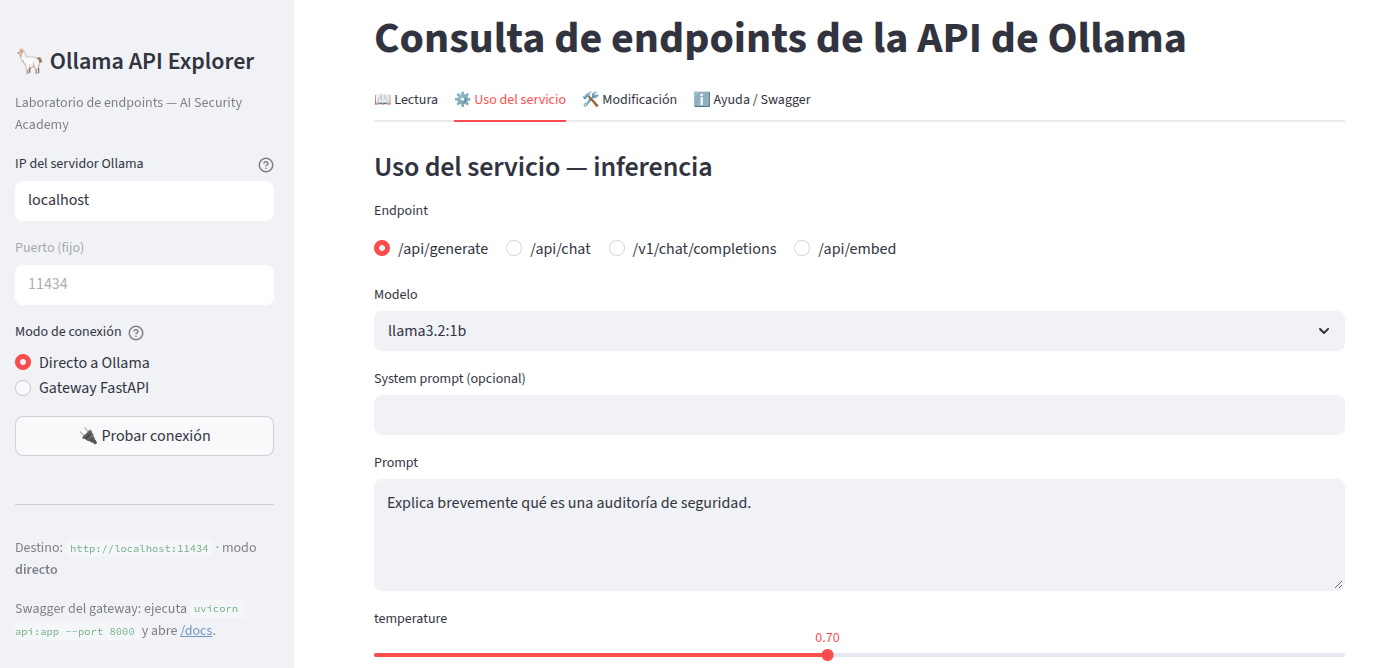 Ollama API Explorer
Laboratorio de endpoints — AI Security
Academy
IP del servidor Ollama
localhost
Puerto (fijo)
11434
Modo de conexión
Directo a Ollama
Gateway FastAPI
Probar conexión
Destino: http://localhost:11434 · modo
directo
Swagger del gateway: ejecuta uvicorn
api:app --port 8000 y abre /docs.
Consulta de endpoints de la API de Ollama
Lectura
Uso del servicio
Modificación
Ayuda / Swagger
Uso del servicio — inferencia
Endpoint
/api/generate
/api/chat
/v1/chat/completions
/api/embed
Modelo
llama3.2:1b
System prompt (opcional)
Prompt
Explica brevemente qué es una auditoría de seguridad.
temperature
0.70